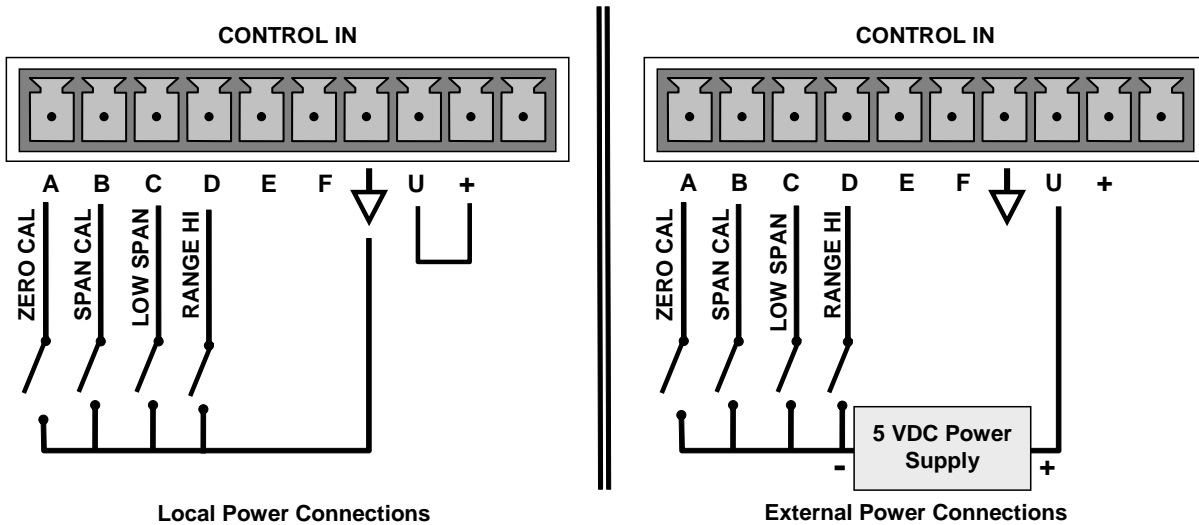 CONTROL IN
A B C D E F U +
ZERO CAL
SPAN CAL
LOW SPAN
RANGE HI
Local Power Connections
CONTROL IN
A B C D E F U +
ZERO CAL
SPAN CAL
LOW SPAN
RANGE HI
5 VDC Power
Supply
- +
External Power Connections